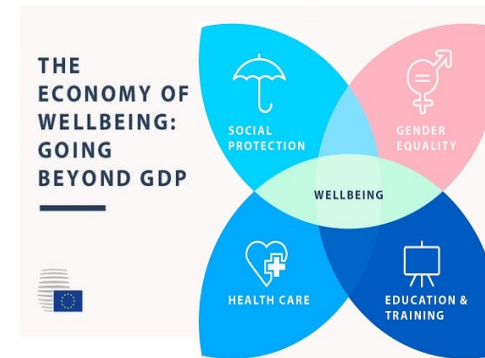 THE
ECONOMY OF
WELLBEING:
GOING
BEYOND GDP
SOCIAL
PROTECTION
GENDER
EQUALITY
WELLBEING
HEALTH CARE
EDUCATION &
TRAINING